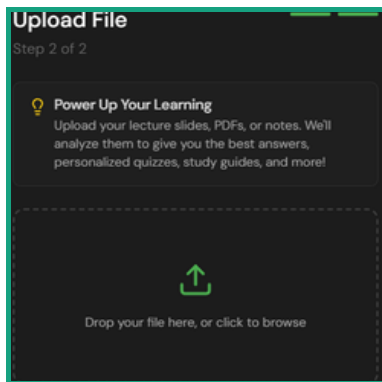 Upload File
Step 2 of 2
Power Up Your Learning
Upload your lecture slides, PDFs, or notes. We'll
analyze them to give you the best answers,
personalized quizzes, study guides, and more!
Drop your file here, or click to browse